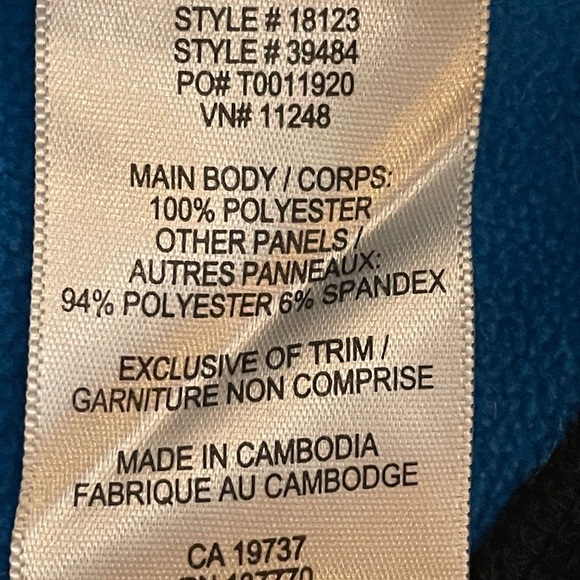 STYLE # 18123
STYLE # 39484
PO# T0011920
VN# 11248
MAIN BODY / CORPS:
100% POLYESTER
OTHER PANELS /
AUTRES PANNEAUX:
94% POLYESTER 6% SPANDEX
EXCLUSIVE OF TRIM /
GARNITURE NON COMPRISE
MADE IN CAMBODIA
FABRIQUE AU CAMBODGE
CA 19737